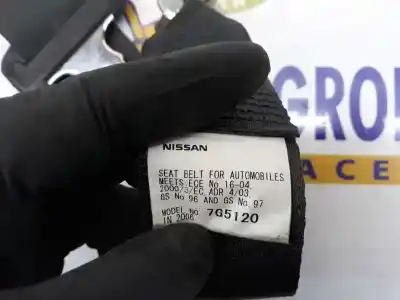 GRO
ACE
NISSAN
SEAT BELT FOR AUTOMOBILES
MEETS ECE No 16-04,
2000/3/EC, ADR 4/03,
GS No 96 AND GS No. 97
MODEL No 7G5120
IN 2006